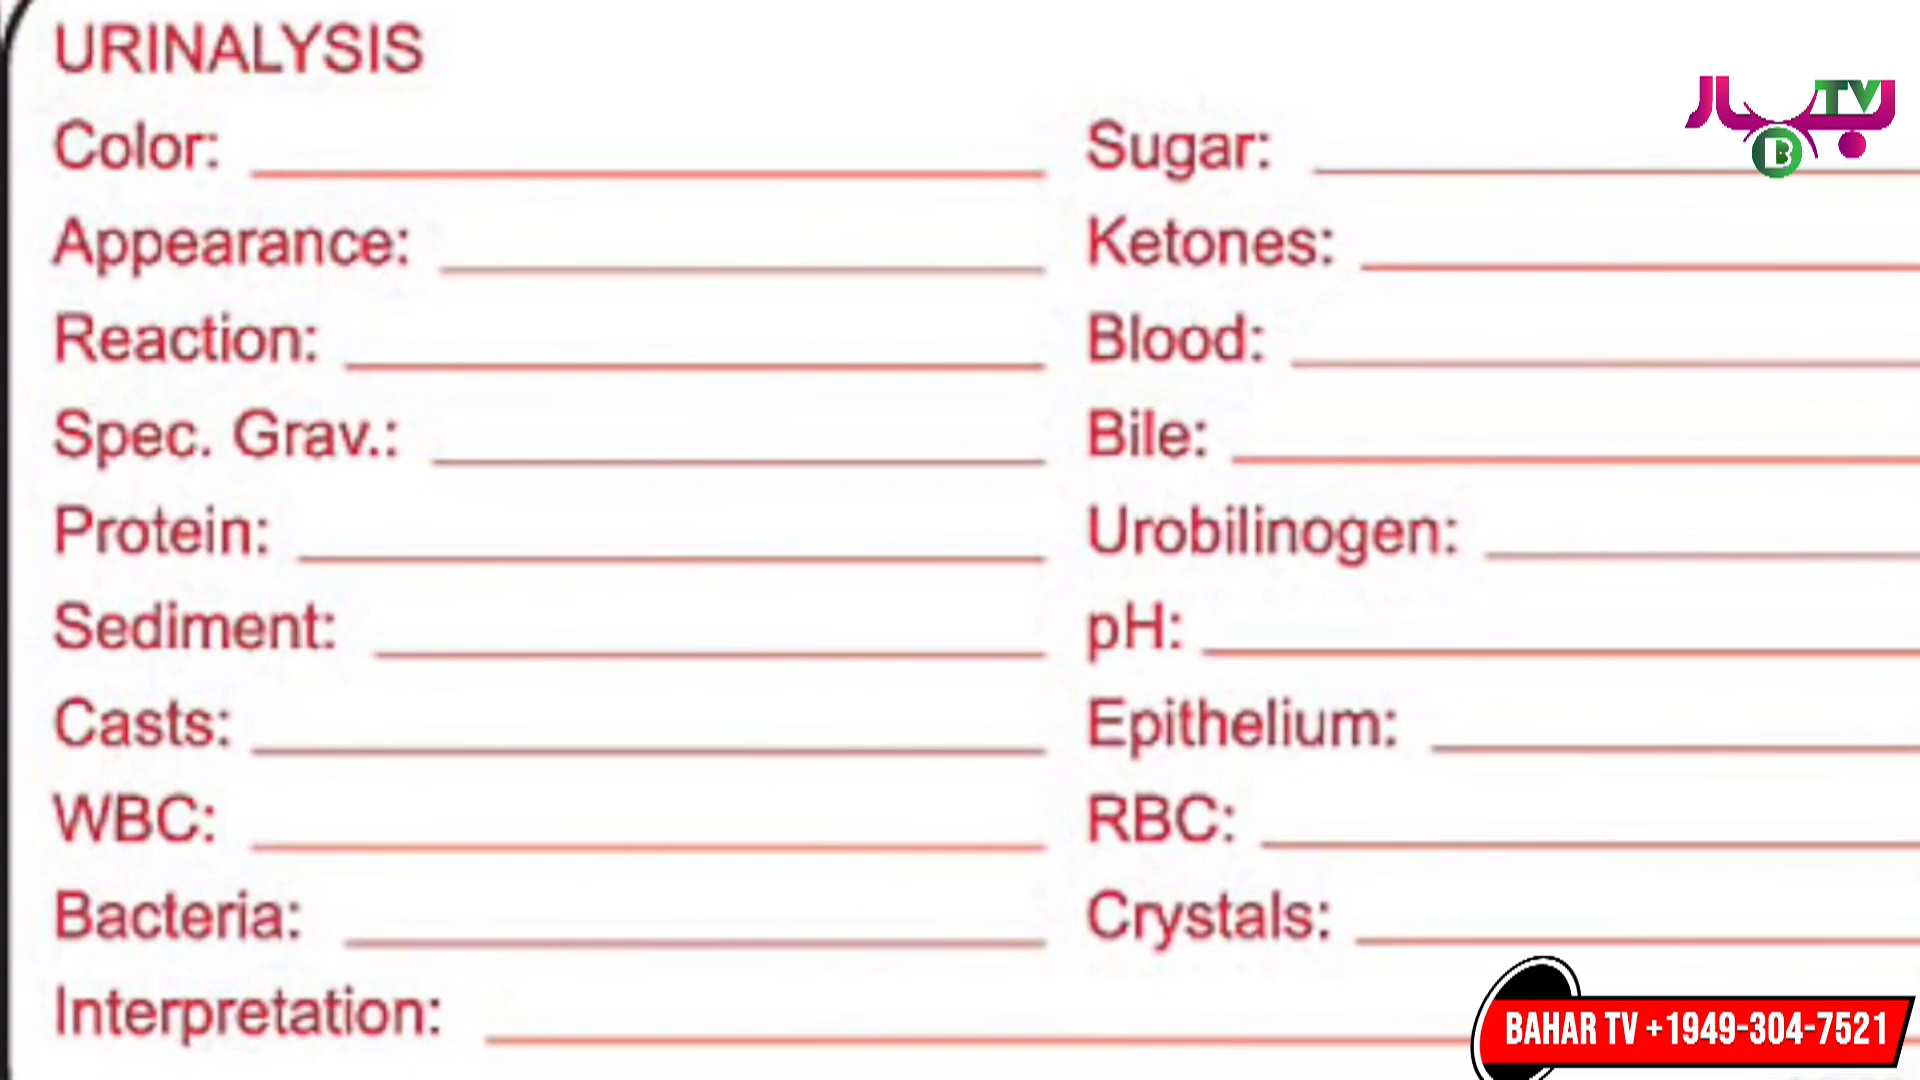 URINALYSIS
Color:
Sugar:
Appearance:
Ketones:
Reaction:
Blood:
Spec. Grav.:
Bile:
Protein:
Urobilinogen:
Sediment:
pH:
Casts:
Epithelium:
WBC:
RBC:
Bacteria:
Crystals:
Interpretation:
بهار TV
B
BAHAR TV +1949-304-7521